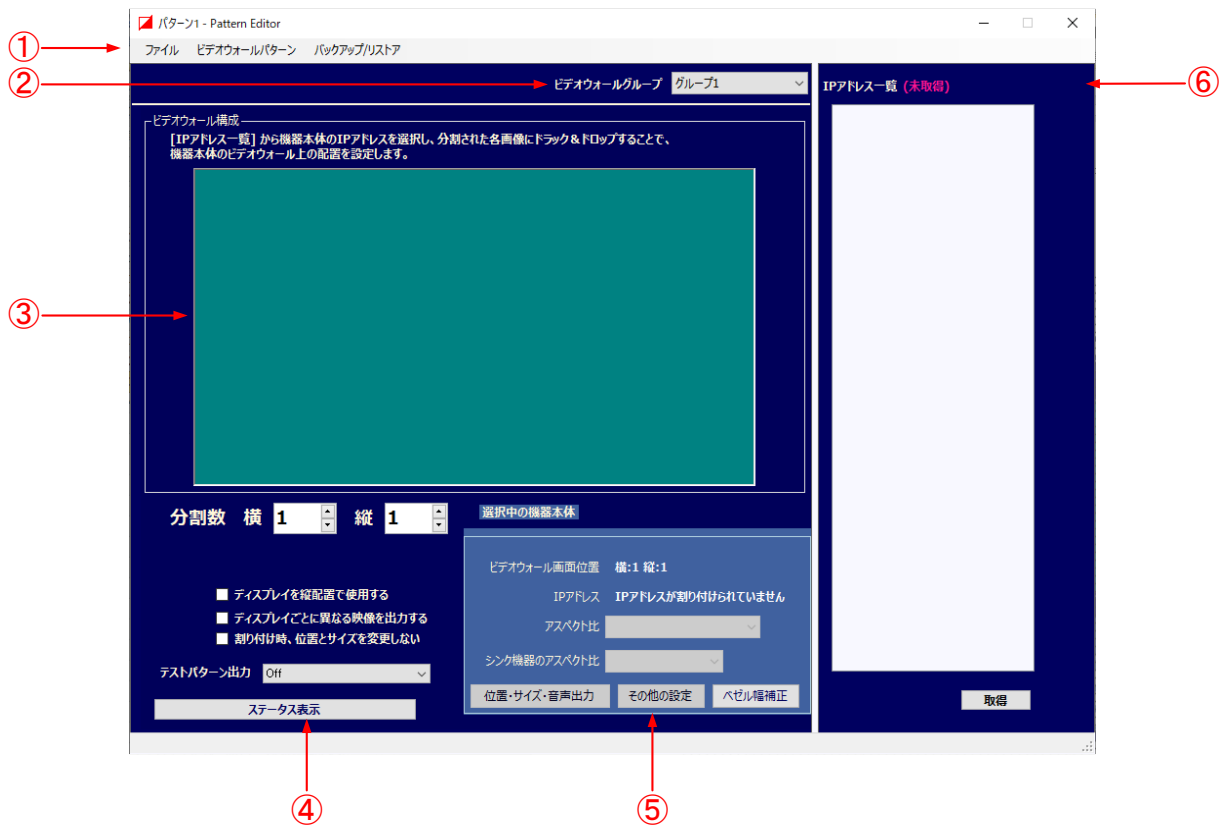 パターン1 - Pattern Editor
① ファイル ビデオウォールパターン バックアップ/リストア
② ビデオウォールグループ グループ1
⑥
IPアドレス一覧 (未取得)
ビデオウォール構成
[IPアドレス一覧] から機器本体のIPアドレスを選択し、分割された各画像にドラック&ドロップすることで、
機器本体のビデオウォール上の配置を設定します。
③
分割数 横 1 縦 1
ディスプレイを縦配置で使用する
ディスプレイごとに異なる映像を出力する
割り付け時、位置とサイズを変更しない
テストパターン出力 Off
ステータス表示
選択中の機器本体
ビデオウォール画面位置 横:1 縦:1
IPアドレス IPアドレスが割り付けられていません
アスペクト比
シンク機器のアスペクト比
位置・サイズ・音声出力 その他の設定 ベゼル幅補正
取得
④
⑤